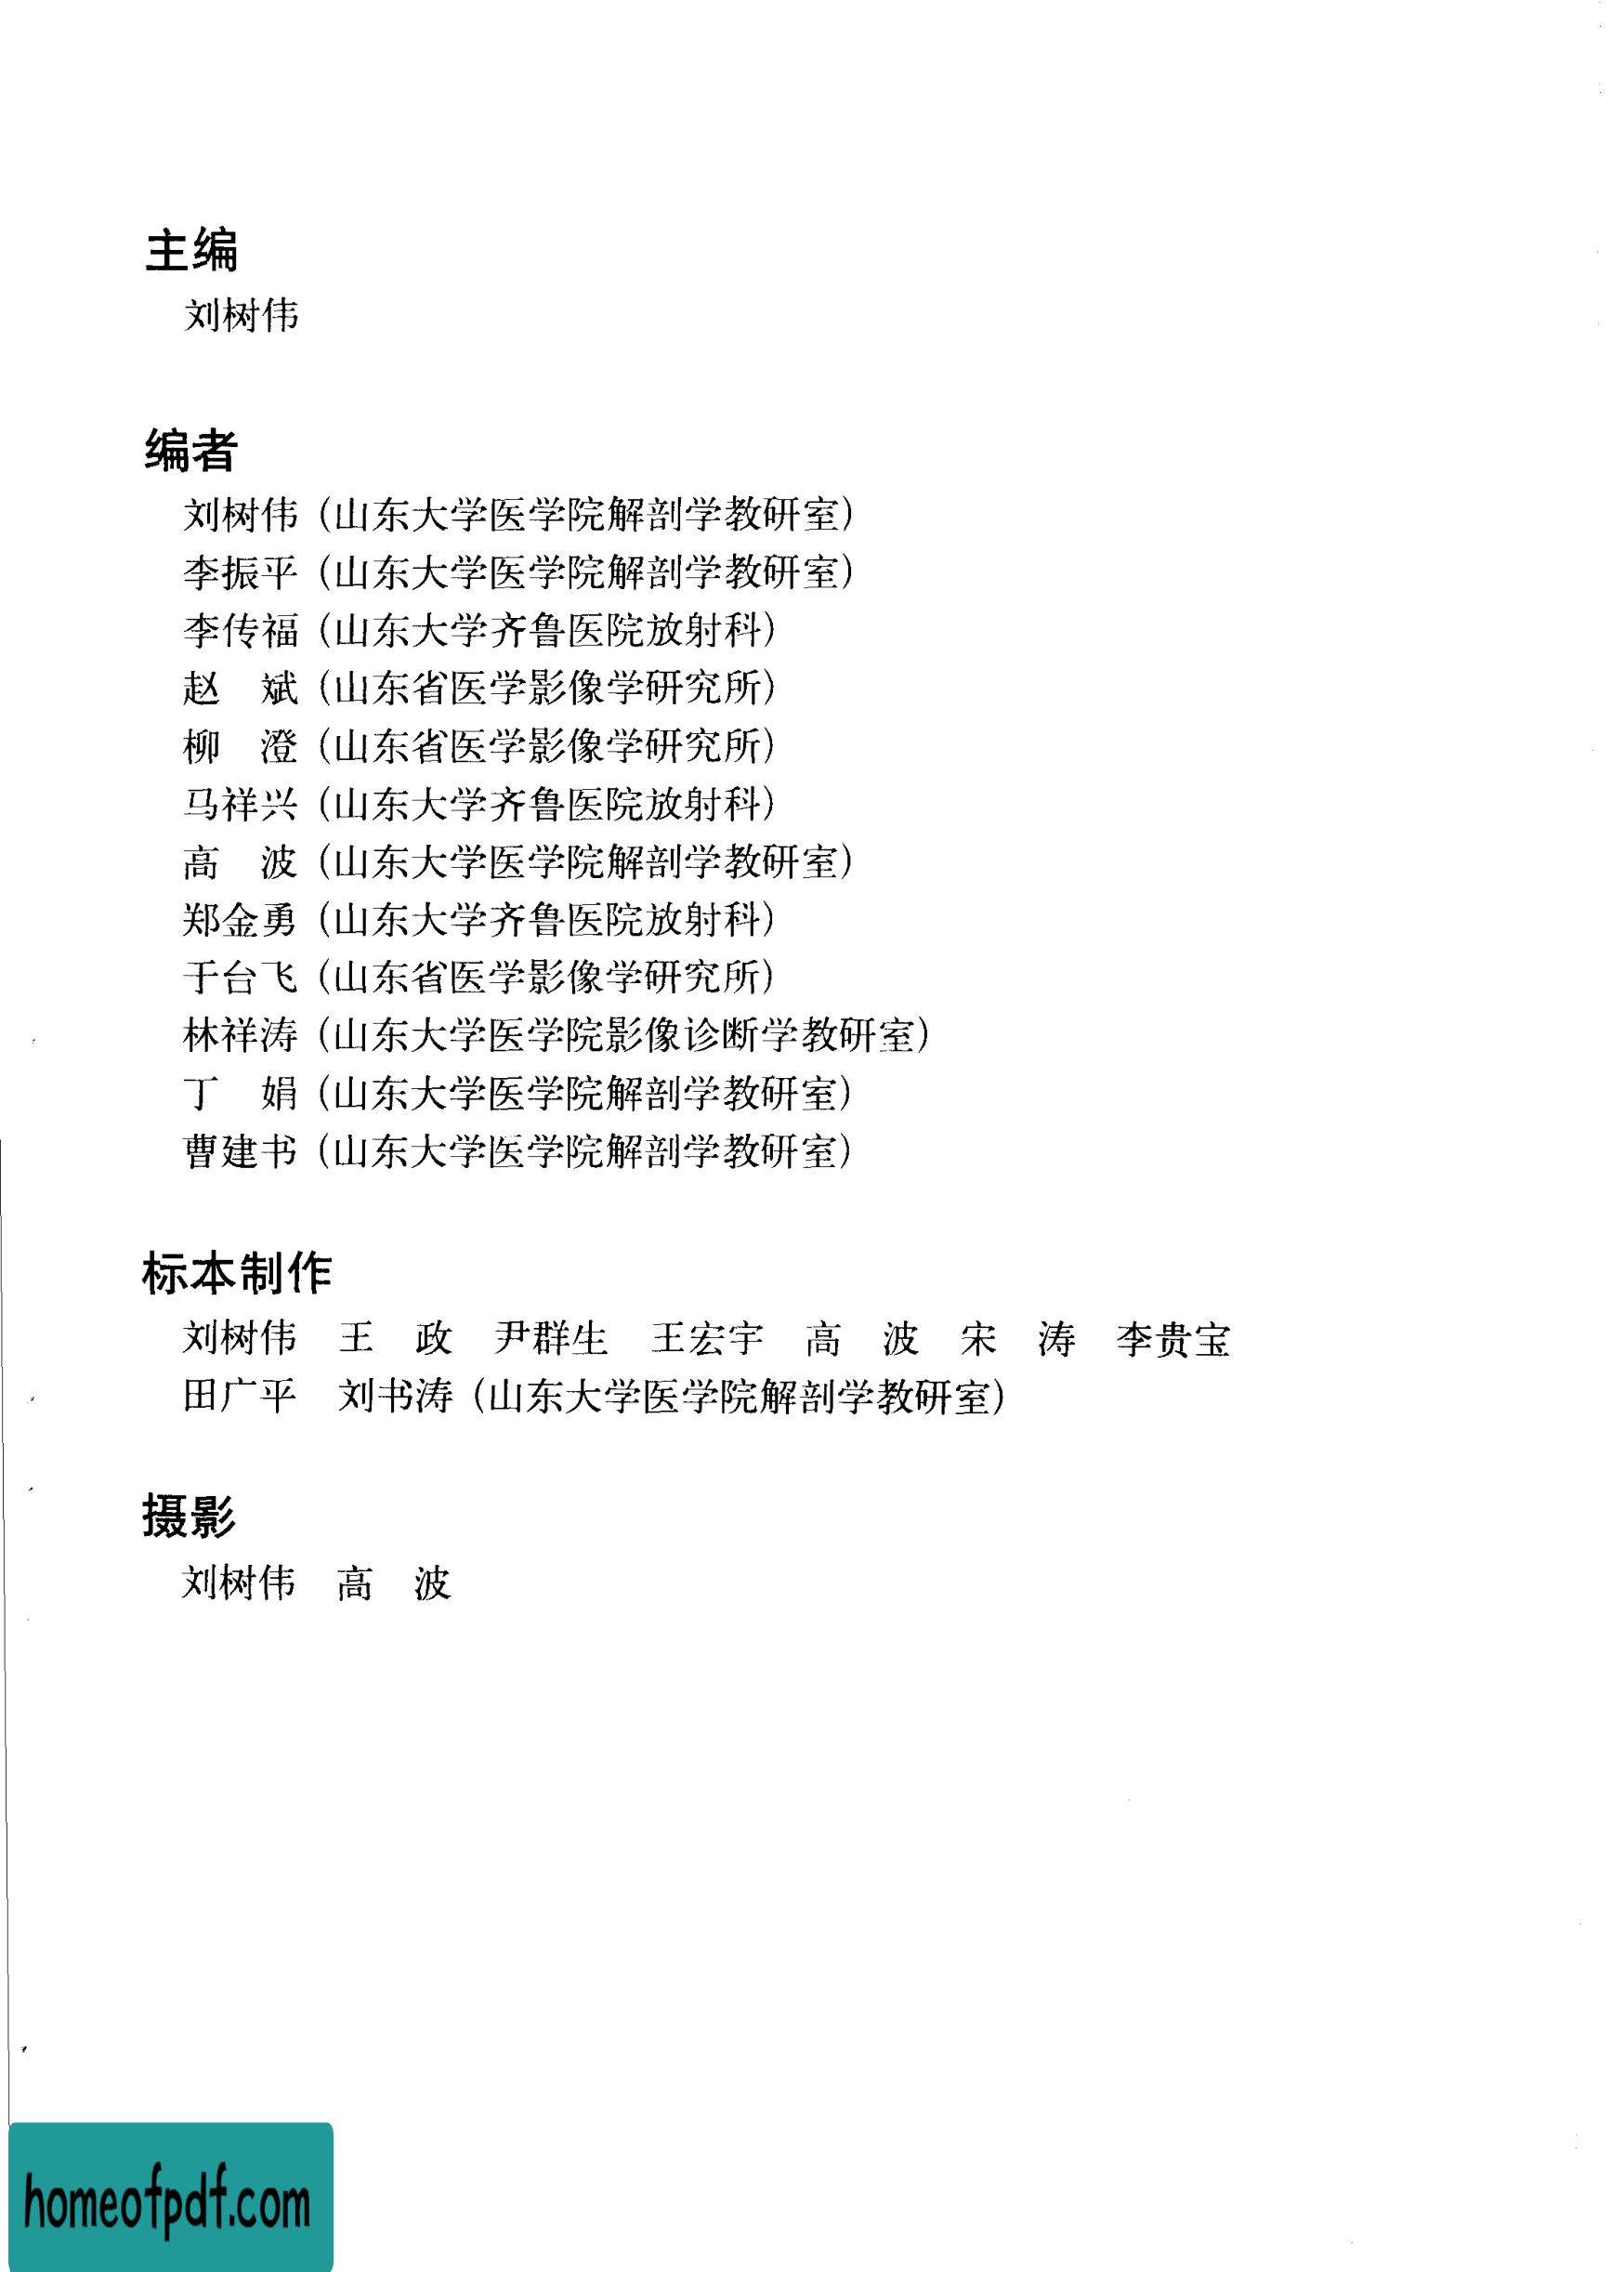 主编
刘树伟
编者
刘树伟（山东大学医学院解剖学教研室）
李振平（山东大学医学院解剖学教研室）
李传福（山东大学齐鲁医院放射科）
赵　斌（山东省医学影像学研究所）
柳　澄（山东省医学影像学研究所）
马祥兴（山东大学齐鲁医院放射科）
高　波（山东大学医学院解剖学教研室）
郑金勇（山东大学齐鲁医院放射科）
于台飞（山东省医学影像学研究所）
林祥涛（山东大学医学院影像诊断学教研室）
丁　娟（山东大学医学院解剖学教研室）
曹建书（山东大学医学院解剖学教研室）
标本制作
刘树伟　王　政　尹群生　王宏宇　高　波　宋　涛　李贵宝
田广平　刘书涛（山东大学医学院解剖学教研室）
摄影
刘树伟　高　波
homeofpdf.com